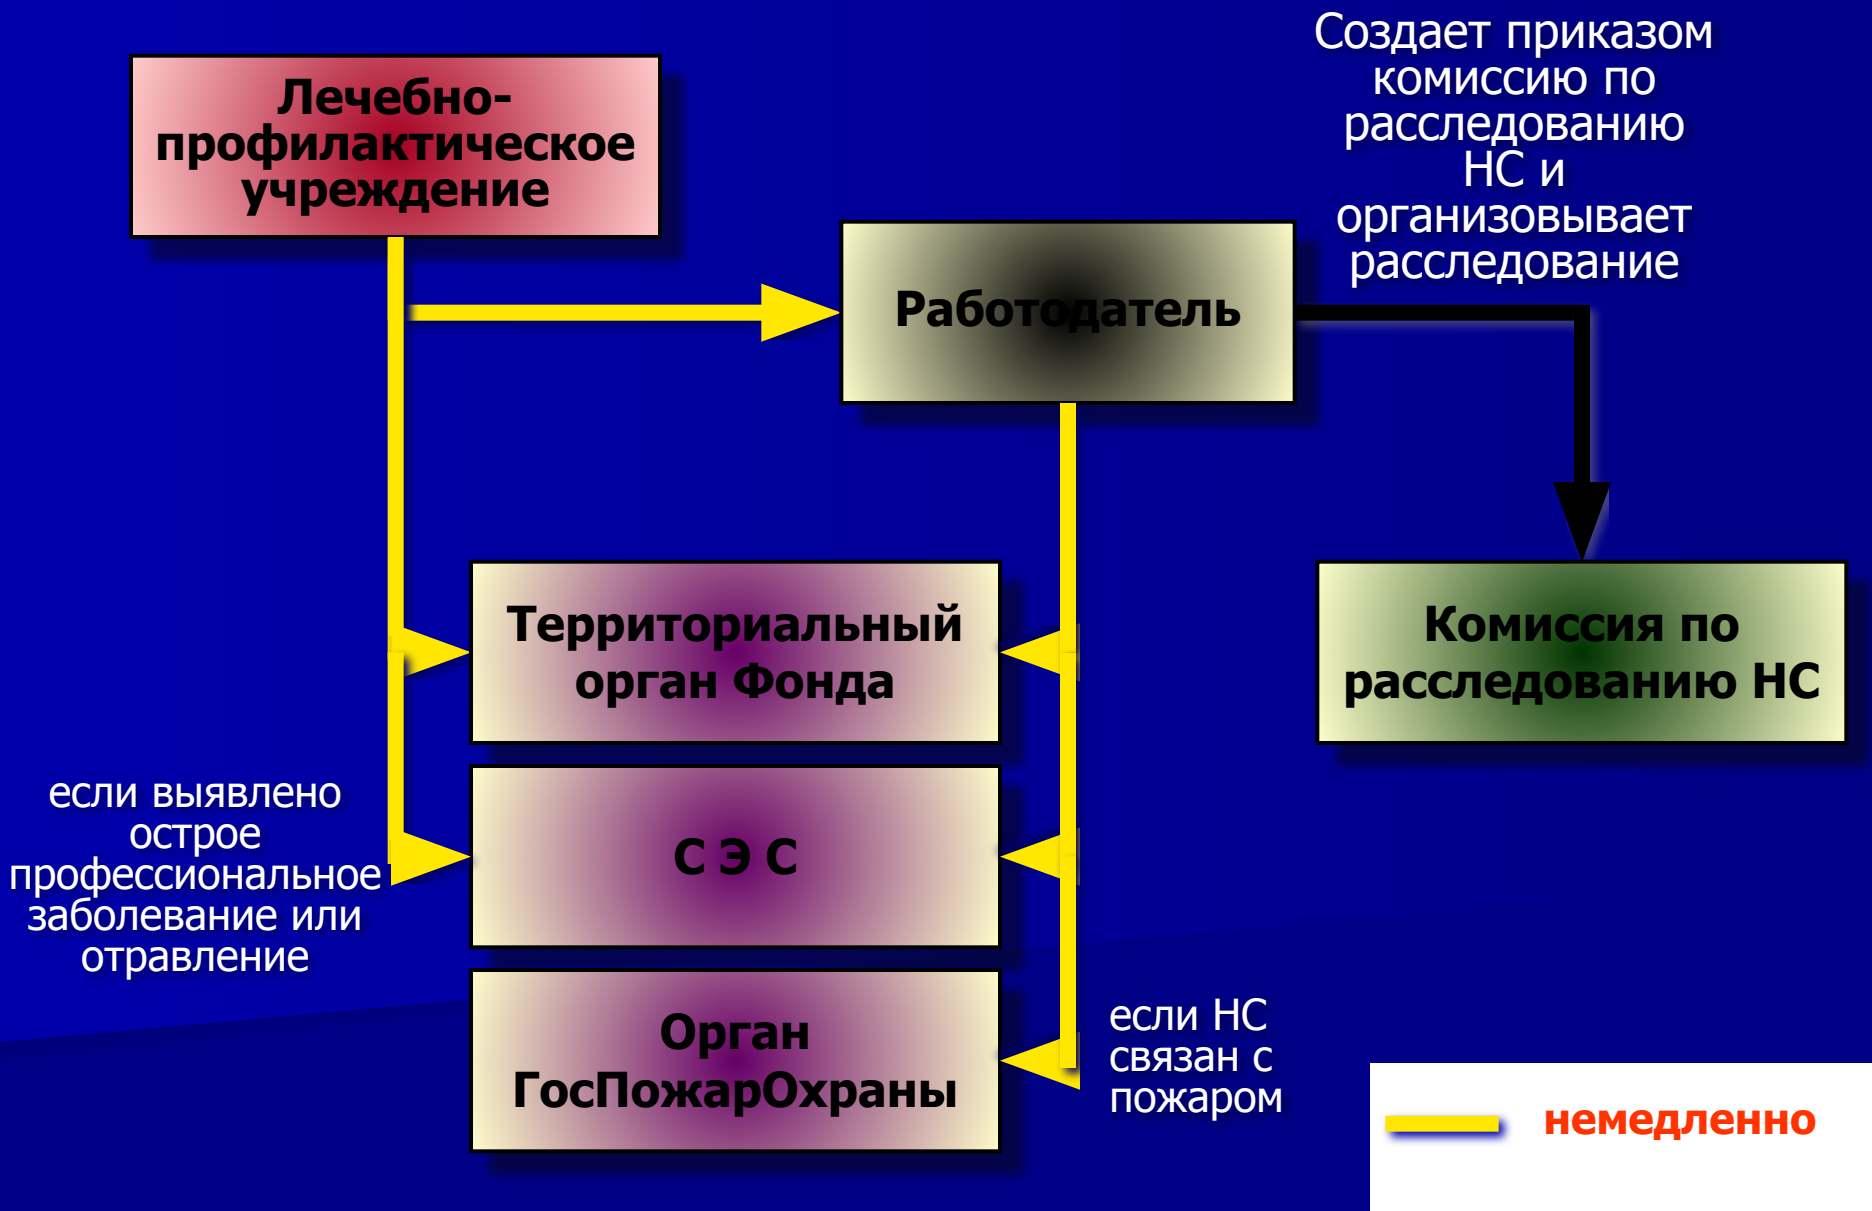 Создает приказом
комиссию по
расследованию
НС и
организовывает
расследование
Лечебно-
профилактическое
учреждение
Работодатель
Территориальный
орган Фонда
Комиссия по
расследованию НС
если выявлено
острое
профессиональное
заболевание или
отравление
С Э С
Орган
ГосПожарОхраны
если НС
связан с
пожаром
немедленно